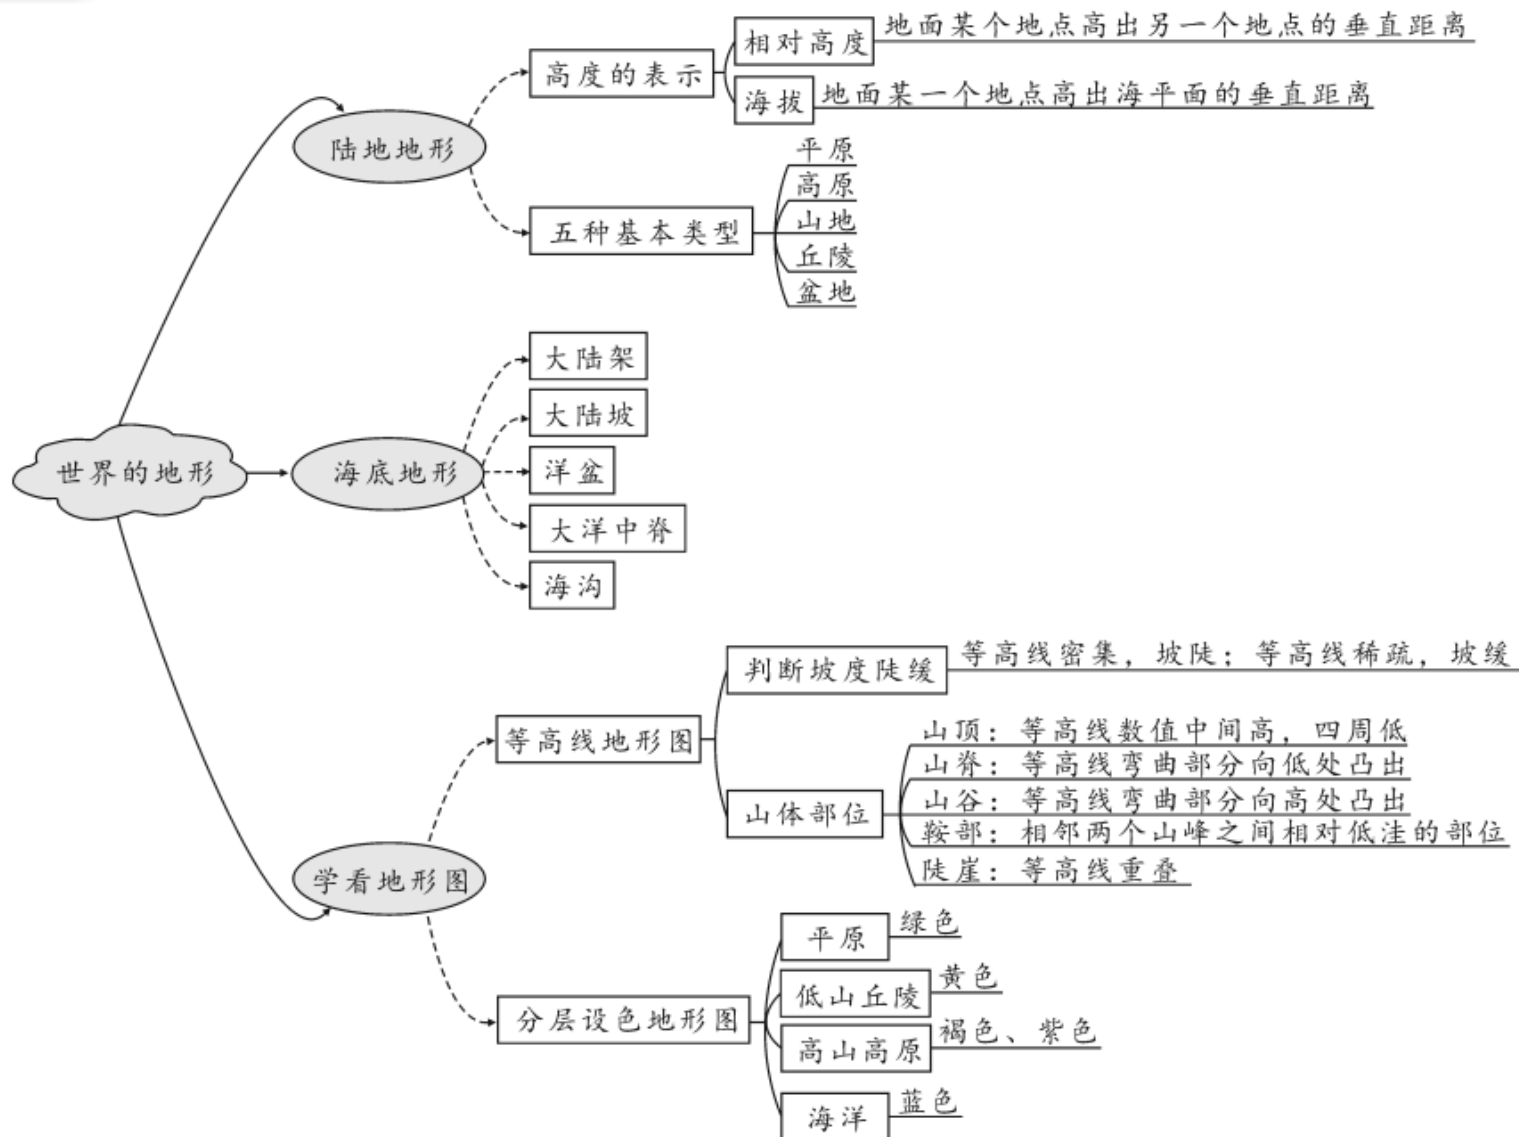 世界的地形
陆地地形
高度的表示
相对高度
地面某个地点高出另一个地点的垂直距离
海拔
地面某一个地点高出海平面的垂直距离
五种基本类型
平原
高原
山地
丘陵
盆地
海底地形
大陆架
大陆坡
洋盆
大洋中脊
海沟
学看地形图
等高线地形图
判断坡度陡缓
等高线密集，坡陡；等高线稀疏，坡缓
山体部位
山顶：等高线数值中间高，四周低
山脊：等高线弯曲部分向低处凸出
山谷：等高线弯曲部分向高处凸出
鞍部：相邻两个山峰之间相对低洼的部位
陡崖：等高线重叠
分层设色地形图
平原
绿色
低山丘陵
黄色
高山高原
褐色、紫色
海洋
蓝色